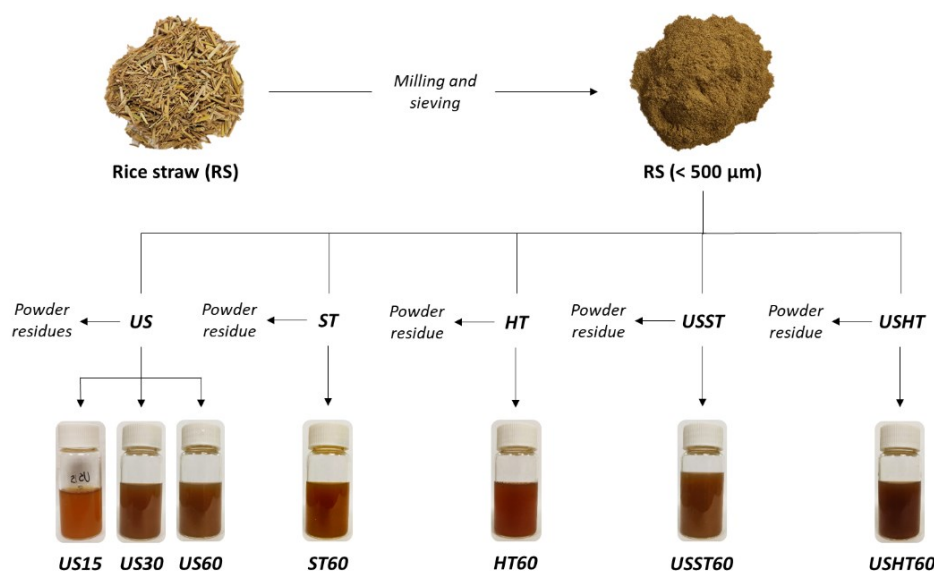 Milling and
sieving
Rice straw (RS)
RS (< 500 µm)
Powder
residues
US
Powder
residue
ST
Powder
residue
HT
Powder
residue
USST
Powder
residue
USHT
US15
US30
US60
ST60
HT60
USST60
USHT60